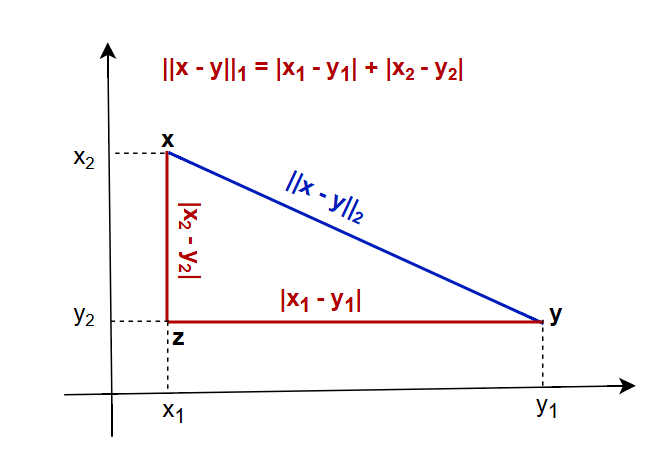 ||x - y||₁ = |x₁ - y₁| + |x₂ - y₂|
x
x₂
||x - y||₂
|x₂ - y₂|
|x₁ - y₁|
y₂
y
z
x₁
y₁